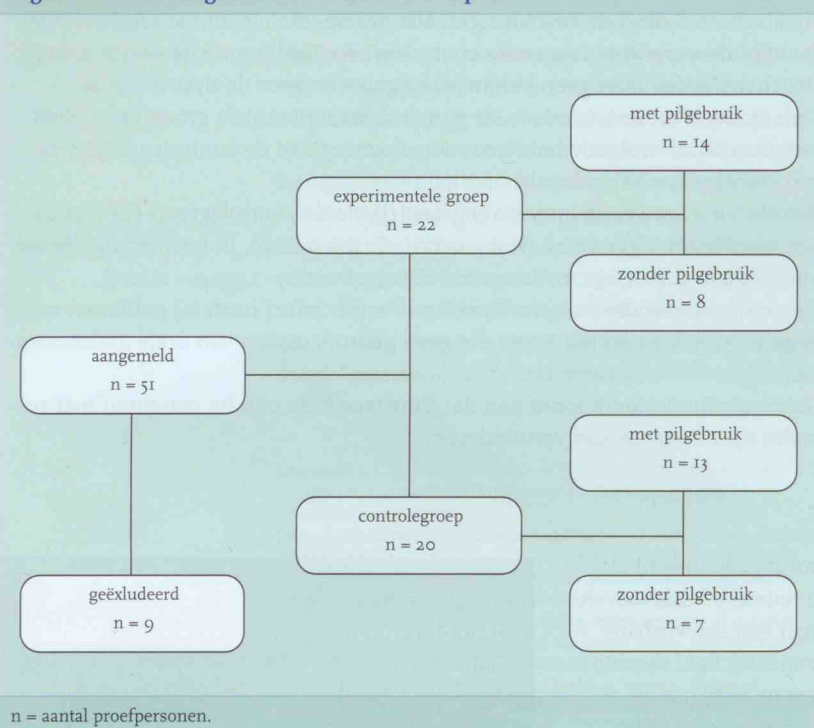 met pilgebruik
n = 14
experimentele groep
n = 22
zonder pilgebruik
n = 8
aangemeld
n = 51
met pilgebruik
n = 13
controlegroep
n = 20
geëxludeerd
n = 9
zonder pilgebruik
n = 7
n = aantal proefpersonen.